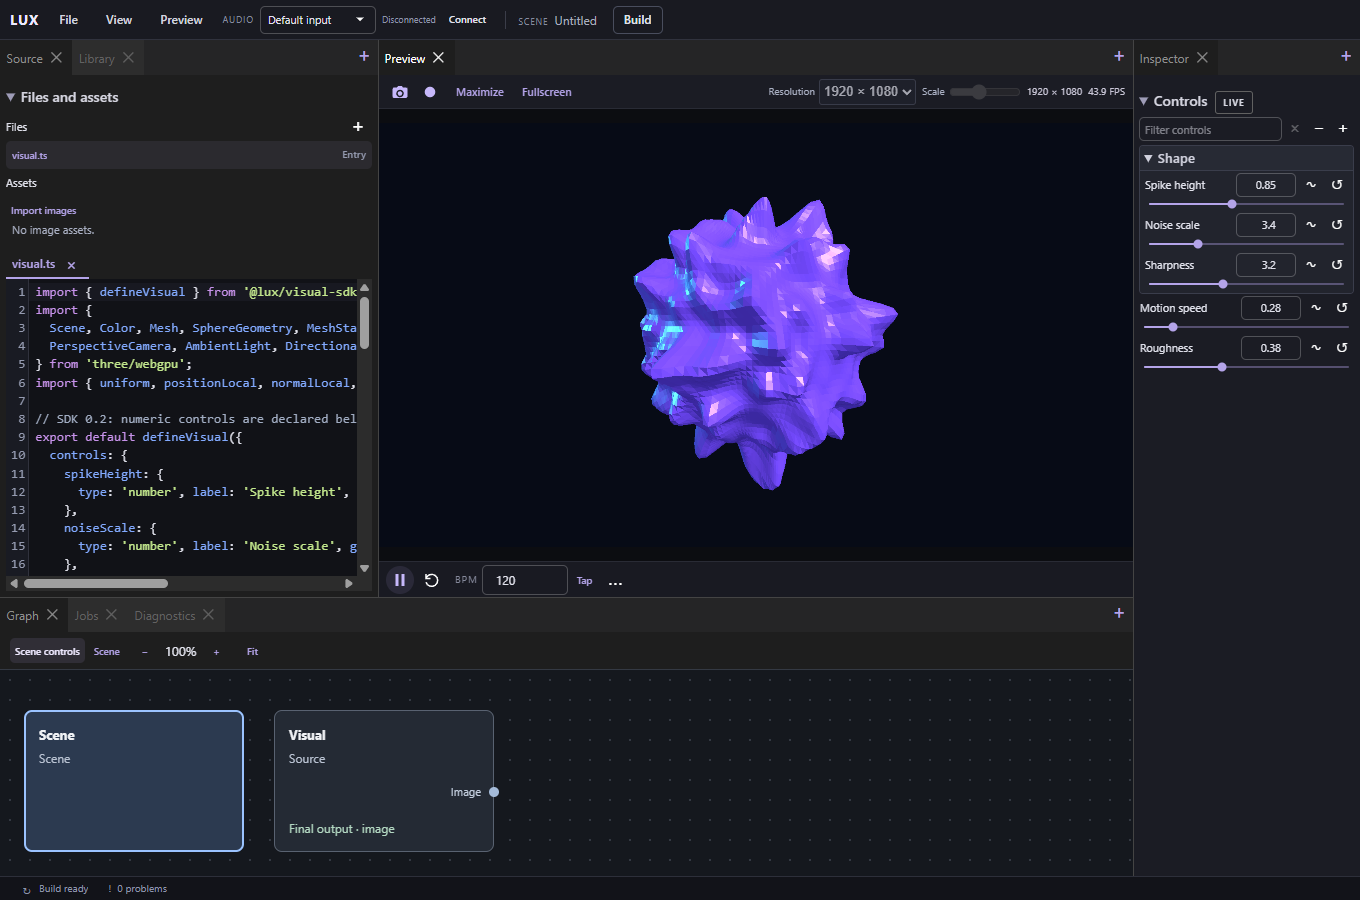 LUX File View Preview AUDIO Default input Disconnected Connect SCENE Untitled Build
Source Library
Files and assets
Files
visual.ts Entry
Assets
Import images
No image assets.
visual.ts
1 import { defineVisual } from '@lux/visual-sdk
2 import {
3 Scene, Color, Mesh, SphereGeometry, MeshSta
4 PerspectiveCamera, AmbientLight, Directiona
5 } from 'three/webgpu';
6 import { uniform, positionLocal, normalLocal,
7
8 // SDK 0.2: numeric controls are declared bel
9 export default defineVisual({
10 controls: {
11 spikeHeight: {
12 type: 'number', label: 'Spike height',
13 },
14 noiseScale: {
15 type: 'number', label: 'Noise scale', g
16 },
Preview
Maximize Fullscreen Resolution 1920 × 1080 Scale 1920 × 1080 43.9 FPS
BPM 120 Tap ...
Inspector
Controls LIVE
Filter controls
Shape
Spike height 0.85
Noise scale 3.4
Sharpness 3.2
Motion speed 0.28
Roughness 0.38
Graph Jobs Diagnostics
Scene controls Scene − 100% + Fit
Scene
Scene
Visual
Source
Image
Final output · image
Build ready ! 0 problems